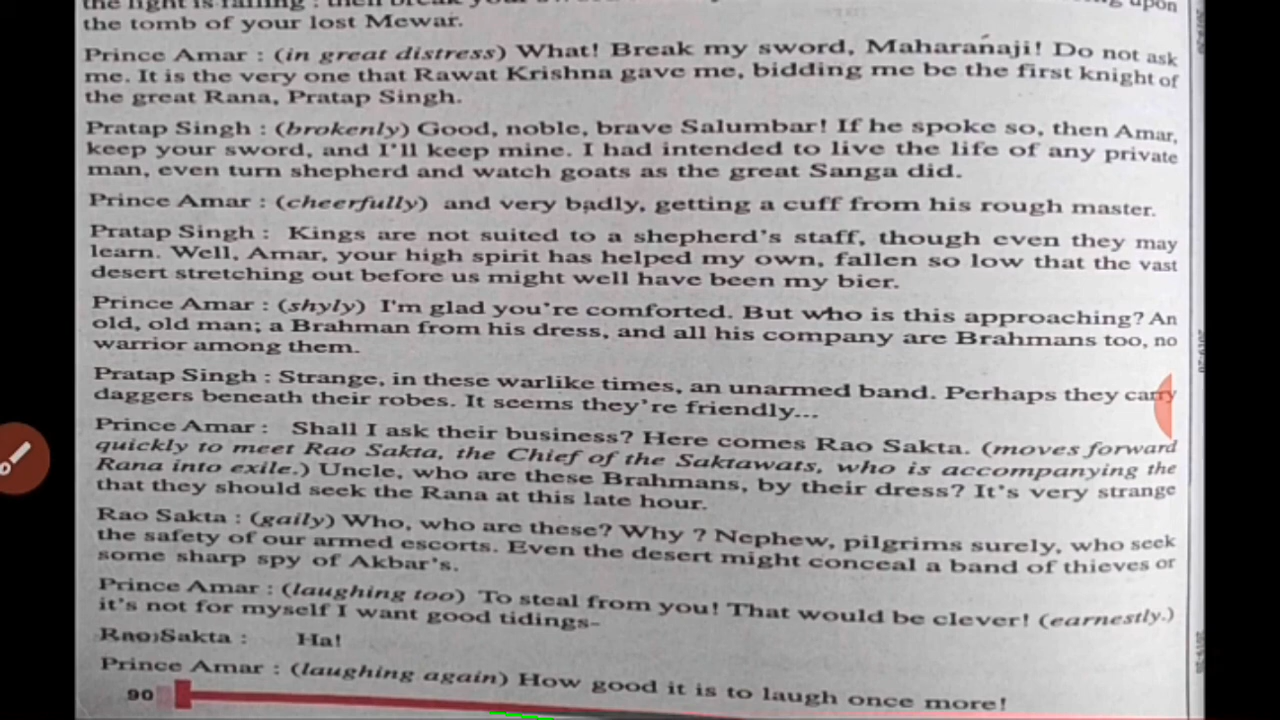 the tomb of your lost Mewar.
Prince Amar : (in great distress) What! Break my sword, Maharanaji! Do not ask
me. It is the very one that Rawat Krishna gave me, bidding me be the first knight of
the great Rana, Pratap Singh.
Pratap Singh : (brokenly) Good, noble, brave Salumbar! If he spoke so, then Amar,
keep your sword, and I'll keep mine. I had intended to live the life of any private
man, even turn shepherd and watch goats as the great Sanga did.
Prince Amar : (cheerfully) and very badly, getting a cuff from his rough master.
Pratap Singh : Kings are not suited to a shepherd's staff, though even they may
learn. Well, Amar, your high spirit has helped my own, fallen so low that the vast
desert stretching out before us might well have been my bier.
Prince Amar : (shyly) I'm glad you're comforted. But who is this approaching? An
old, old man; a Brahman from his dress, and all his company are Brahmans too, no
warrior among them.
Pratap Singh : Strange, in these warlike times, an unarmed band. Perhaps they carry
daggers beneath their robes. It seems they're friendly...
Prince Amar : Shall I ask their business? Here comes Rao Sakta. (moves forward
quickly to meet Rao Sakta, the Chief of the Saktawats, who is accompanying the
Rana into exile.) Uncle, who are these Brahmans, by their dress? It's very strange
that they should seek the Rana at this late hour.
Rao Sakta : (gaily) Who, who are these? Why ? Nephew, pilgrims surely, who seek
the safety of our armed escorts. Even the desert might conceal a band of thieves or
some sharp spy of Akbar's.
Prince Amar : (laughing too) To steal from you! That would be clever! (earnestly.)
it's not for myself I want good tidings-
Rao Sakta : Ha!
Prince Amar : (laughing again) How good it is to laugh once more!
90